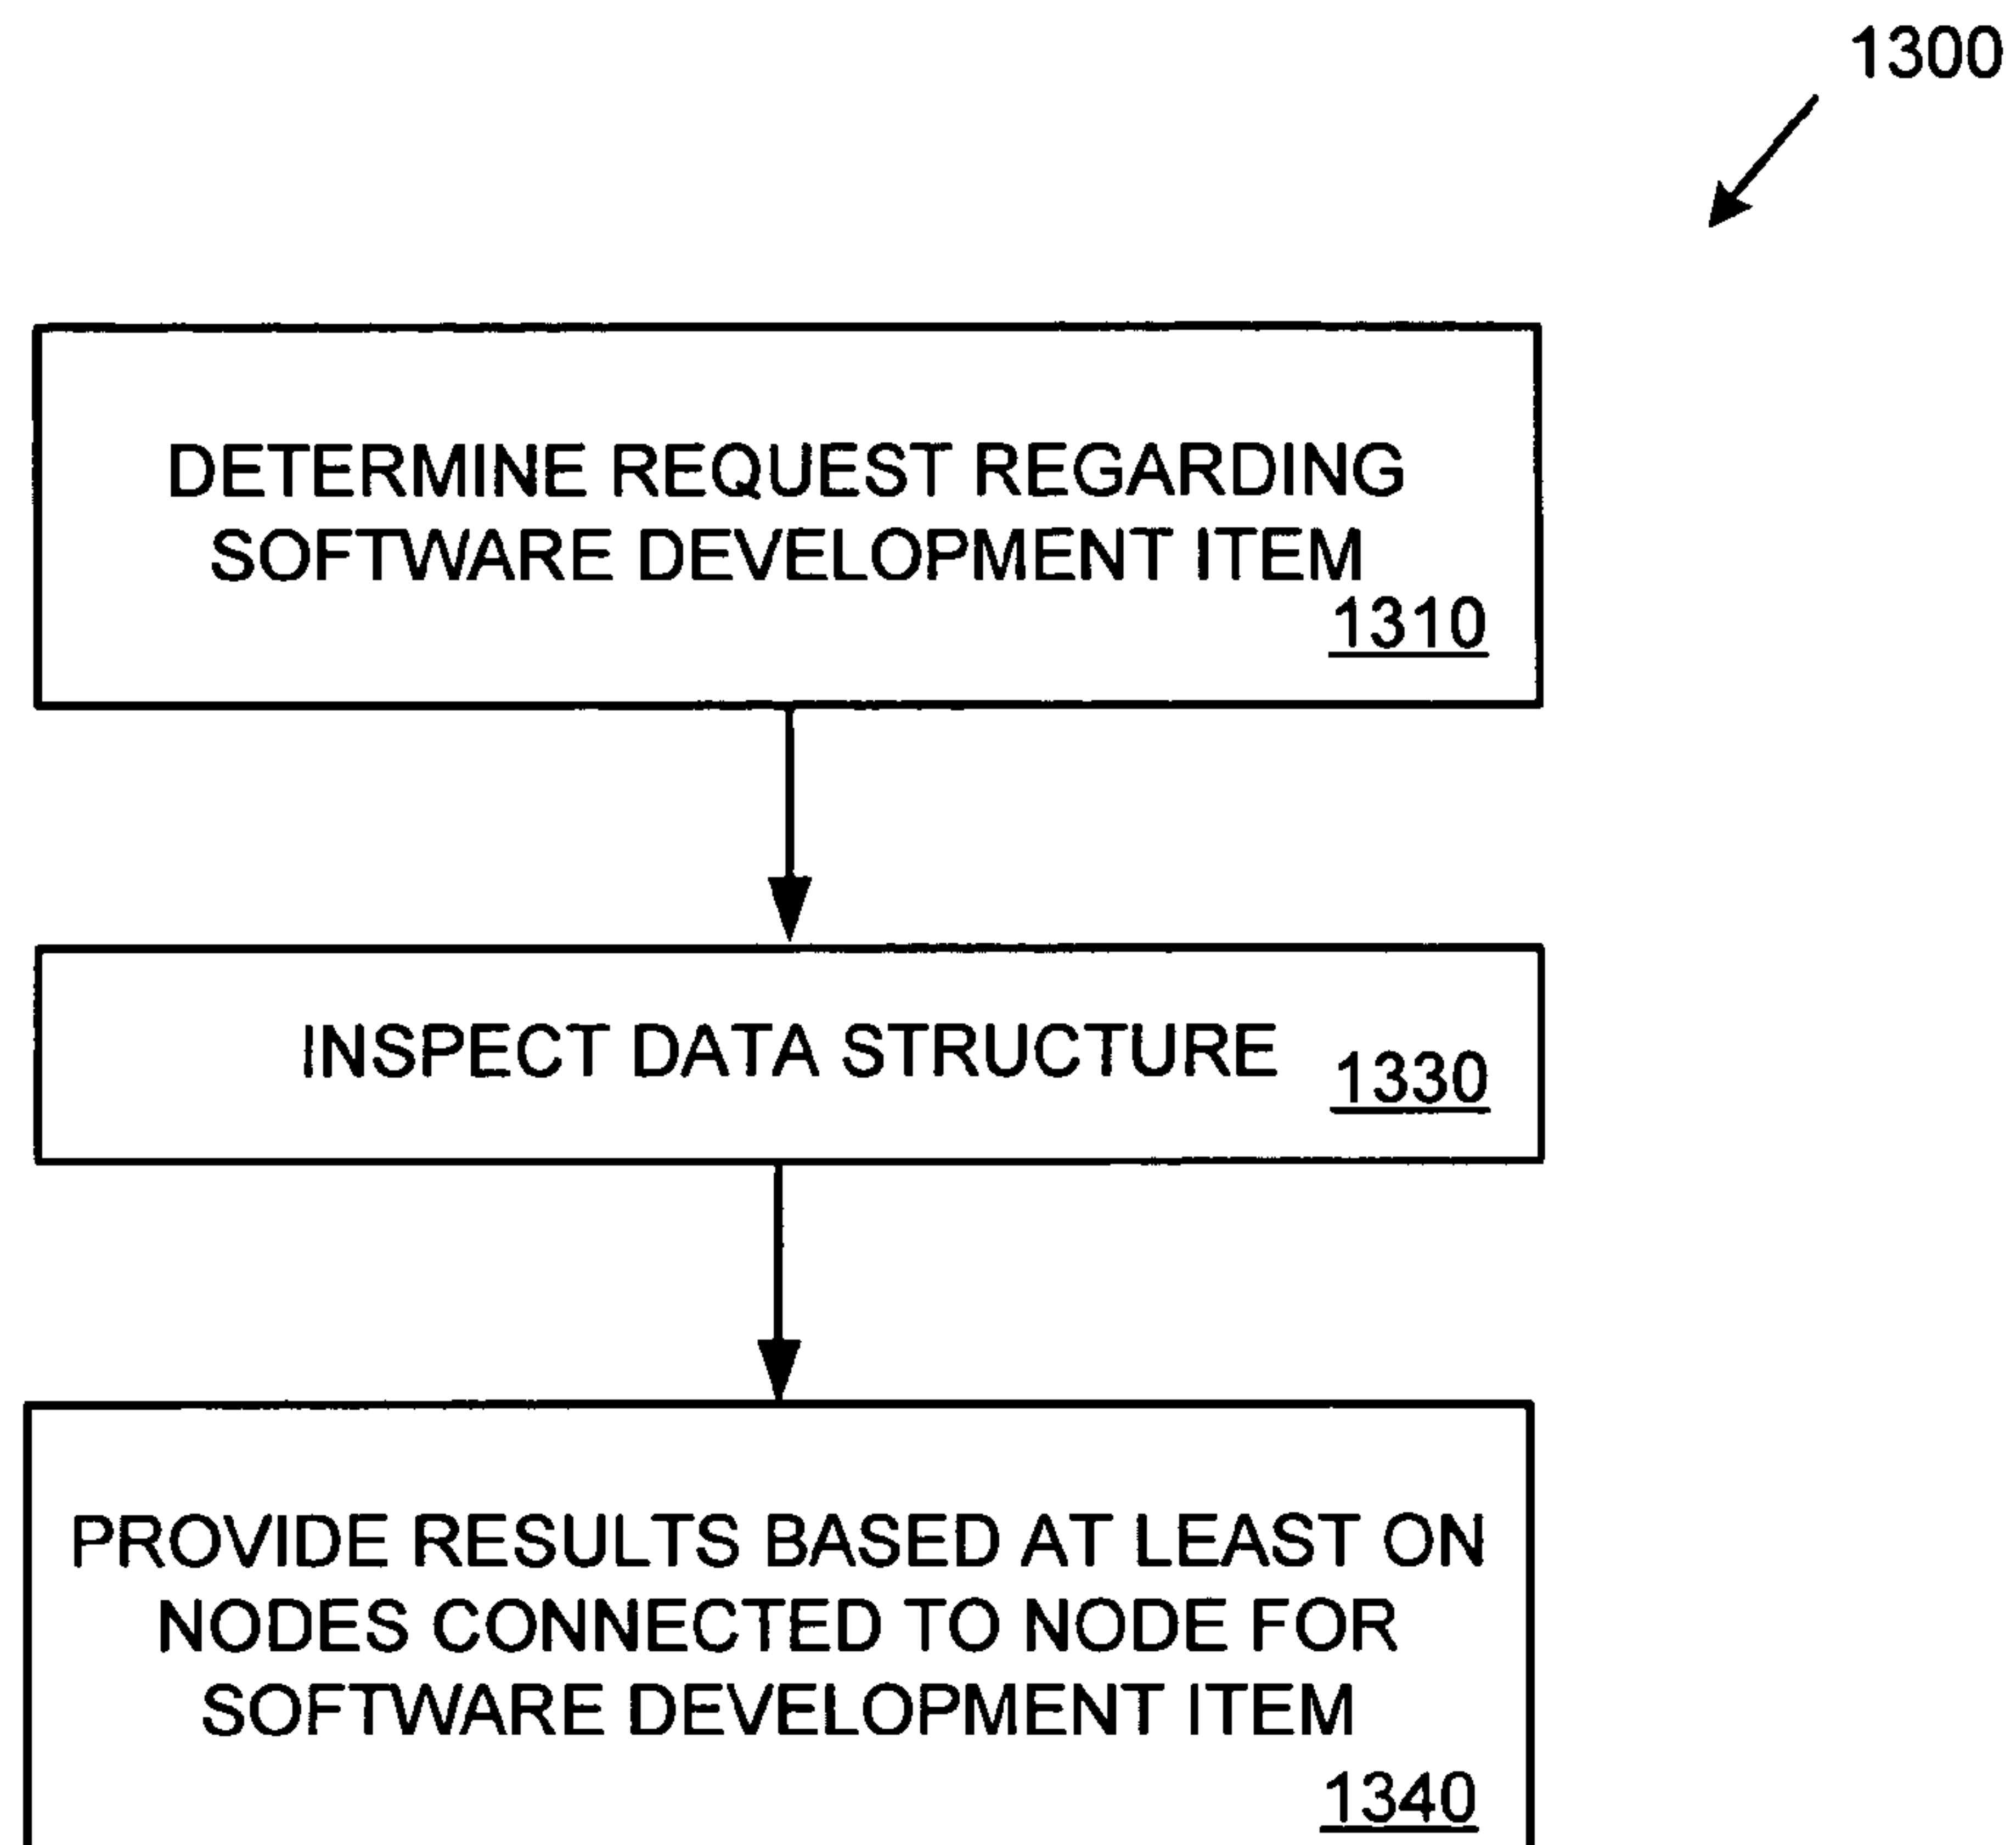 1300
DETERMINE REQUEST REGARDING
SOFTWARE DEVELOPMENT ITEM
1310
INSPECT DATA STRUCTURE
1330
PROVIDE RESULTS BASED AT LEAST ON
NODES CONNECTED TO NODE FOR
SOFTWARE DEVELOPMENT ITEM
1340